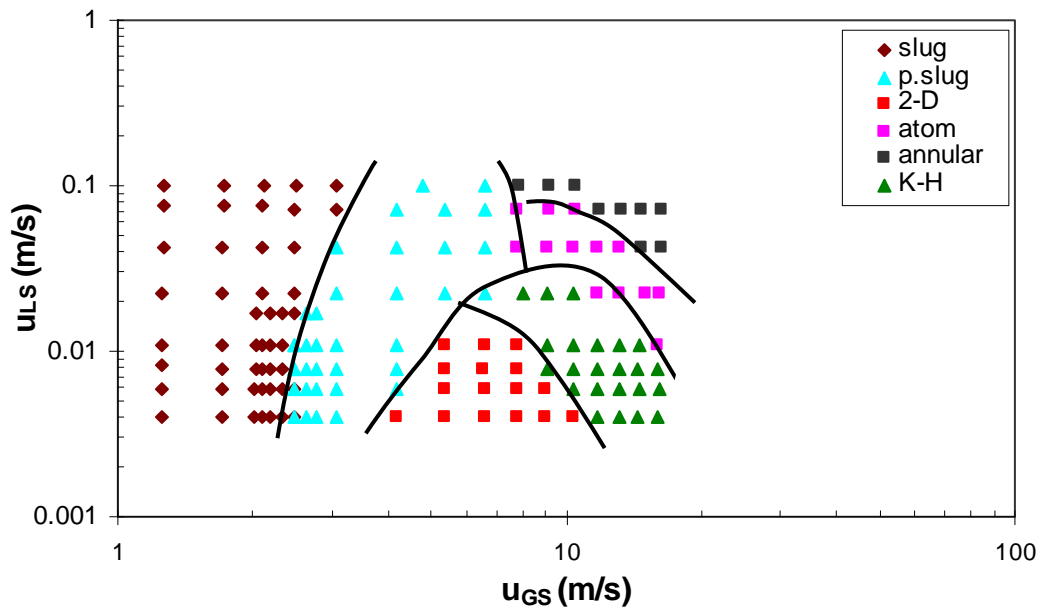 1
slug
p.slug
2-D
atom
annular
K-H
0.1
uLS (m/s)
0.01
0.001
1
10
100
uGS (m/s)